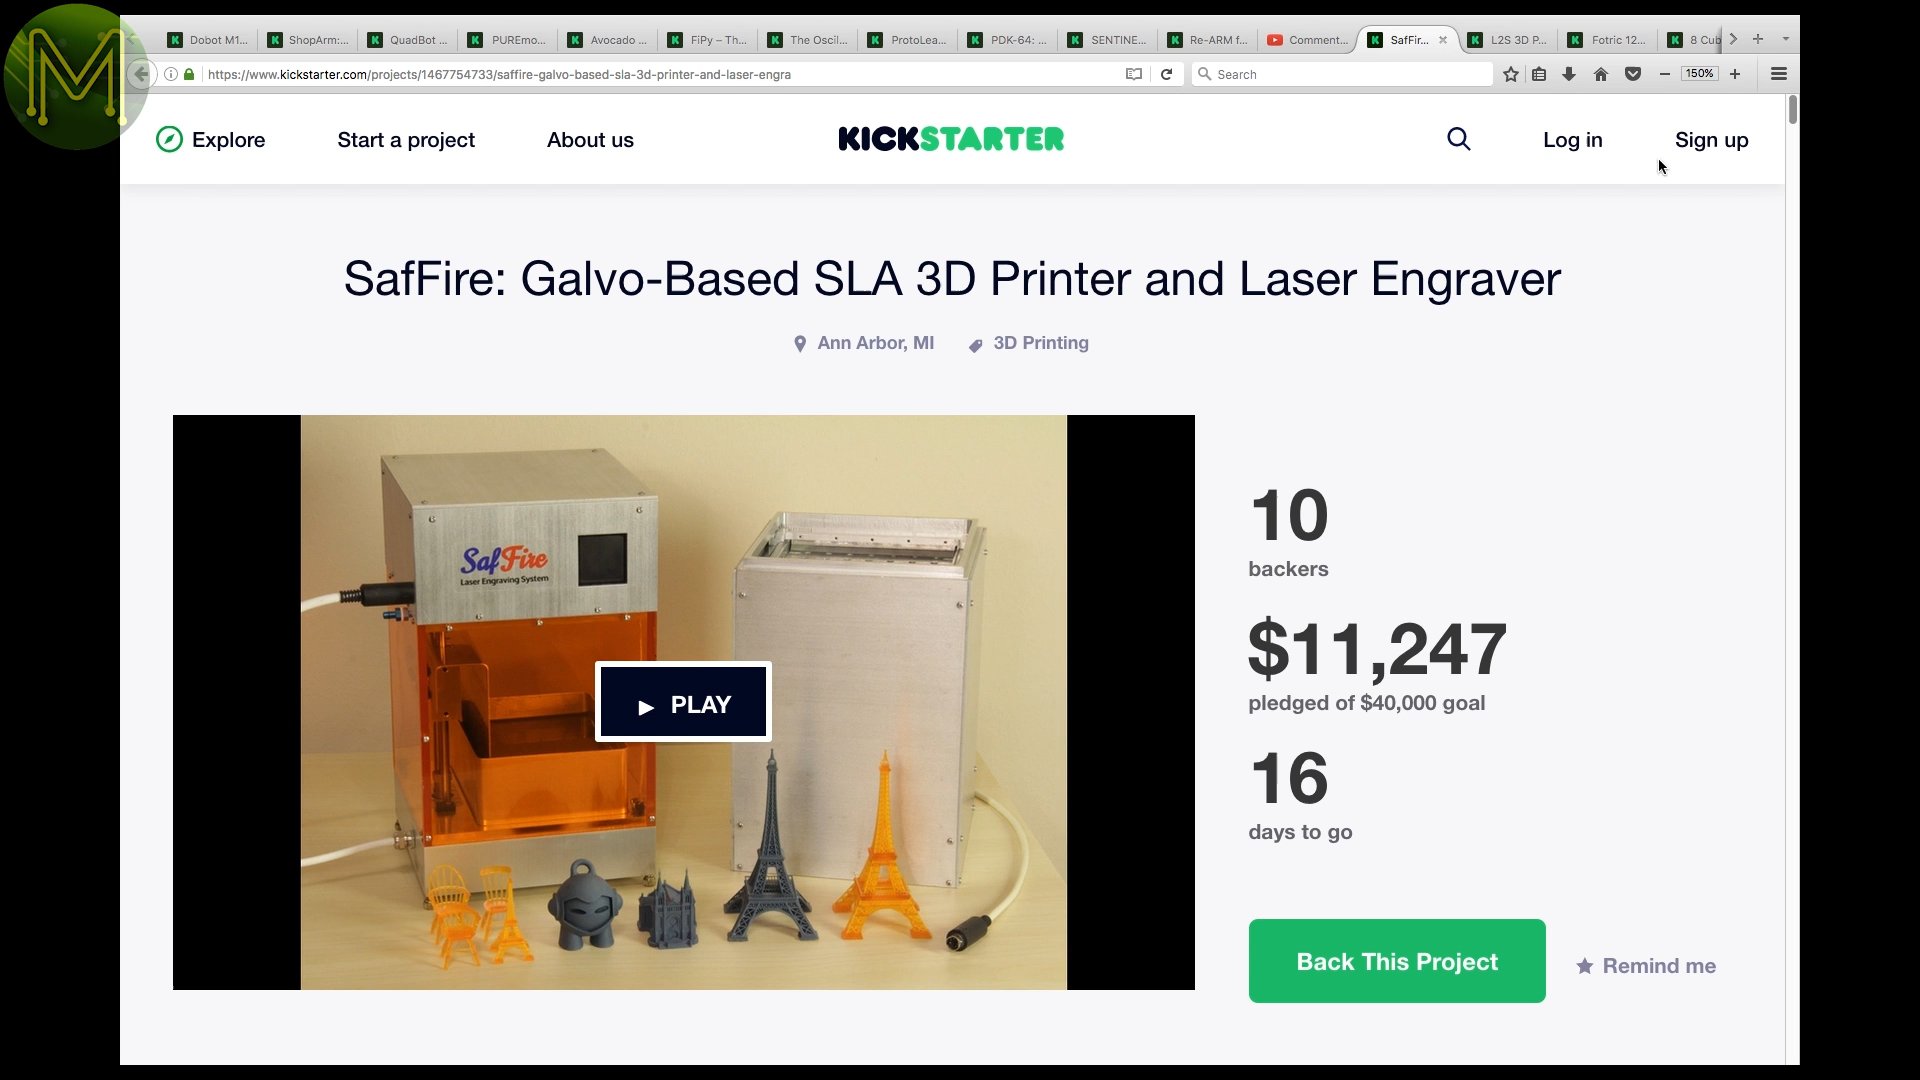 M
Dobot M1... ShopArm:... QuadBot ... PUREmo... Avocado ... FiPy – Th... The Oscil... ProtoLea... PDK-64: ... SENTINE... Re-ARM f... Comment... SafFir... L2S 3D P... Fotric 12... 8 Cub
https://www.kickstarter.com/projects/1467754733/saffire-galvo-based-sla-3d-printer-and-laser-engra Search 150%
Explore Start a project About us KICKSTARTER Log in Sign up
SafFire: Galvo-Based SLA 3D Printer and Laser Engraver
Ann Arbor, MI 3D Printing
SafFire
Laser Engraving System
PLAY
10
backers
$11,247
pledged of $40,000 goal
16
days to go
Back This Project Remind me